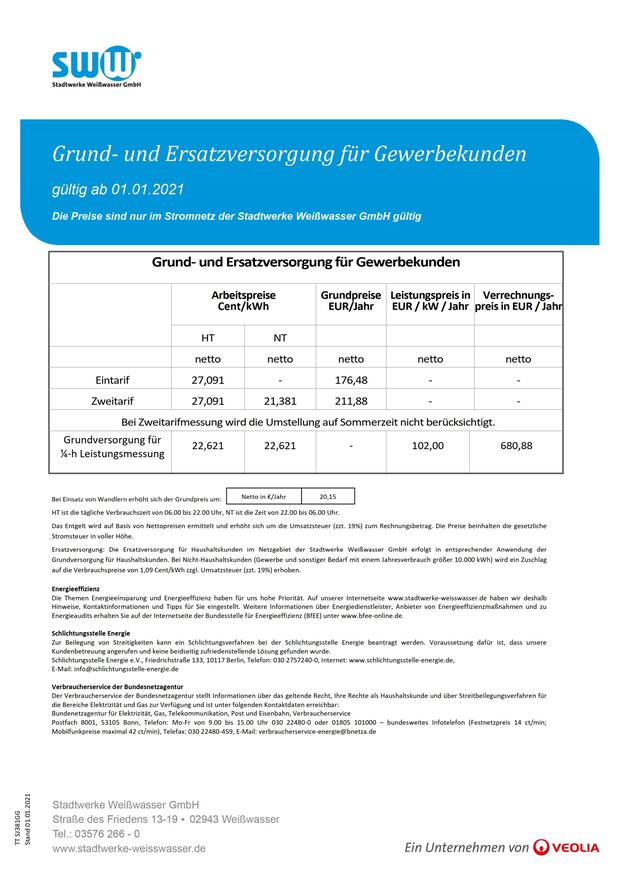 sww
Stadtwerke Weißwasser GmbH
Grund- und Ersatzversorgung für Gewerbekunden
gültig ab 01.01.2021
Die Preise sind nur im Stromnetz der Stadtwerke Weißwasser GmbH gültig
Grund- und Ersatzversorgung für Gewerbekunden
Arbeitspreise Cent/kWh Grundpreise EUR/Jahr Leistungspreis in EUR / kW / Jahr Verrechnungs- preis in EUR / Jahr
HT NT
netto netto netto netto netto
Eintarif 27,091 - 176,48 - -
Zweitarif 27,091 21,381 211,88 - -
Bei Zweitarifmessung wird die Umstellung auf Sommerzeit nicht berücksichtigt.
Grundversorgung für ¼-h Leistungsmessung 22,621 22,621 - 102,00 680,88
Bei Einsatz von Wandlern erhöht sich der Grundpreis um: Netto in €/Jahr 20,15
HT ist die tägliche Verbrauchszeit von 06.00 bis 22.00 Uhr, NT ist die Zeit von 22.00 bis 06,00 Uhr.
Das Entgelt wird auf Basis von Nettopreisen ermittelt und erhöht sich um die Umsatzsteuer (zzt. 19%) zum Rechnungsbetrag. Die Preise beinhalten die gesetzliche
Stromsteuer in voller Höhe.
Ersatzversorgung: Die Ersatzversorgung für Haushaltskunden im Netzgebiet der Stadtwerke Weißwasser GmbH erfolgt in entsprechender Anwendung der
Grundversorgung für Haushaltskunden. Bei Nicht-Haushaltskunden (Gewerbe und sonstiger Bedarf mit einem Jahresverbrauch größer 10.000 kWh) wird ein Zuschlag
auf die Verbrauchspreise von 1,09 Cent/kWh zzgl. Umsatzsteuer (zzt. 19%) erhoben.
Energieeffizienz
Die Themen Energieeinsparung und Energieeffizienz haben für uns hohe Priorität. Auf unserer Internetseite www.stadtwerke-weisswasser.de haben wir deshalb
Hinweise, Kontaktinformationen und Tipps für Sie eingestellt. Weitere Informationen über Energiedienstleister, Anbieter von Energieeffizienzmaßnahmen und zu
Energieaudits erhalten Sie auf der Internetseite der Bundesstelle für Energieeffizienz (BfEE) unter www.bfee-online.de.
Schlichtungsstelle Energie
Zur Beilegung von Streitigkeiten kann ein Schlichtungsverfahren bei der Schlichtungsstelle Energie beantragt werden. Voraussetzung dafür ist, dass unsere
Kundenbetreuung angerufen und keine beidseitig zufriedenstellende Lösung gefunden wurde.
Schlichtungsstelle Energie e.V., Friedrichstraße 133, 10117 Berlin, Telefon: 030 2757240-0, Internet: www.schlichtungsstelle-energie.de,
E-Mail: info@schlichtungsstelle-energie.de
Verbraucherservice der Bundesnetzagentur
Der Verbraucherservice der Bundesnetzagentur stellt Informationen über das geltende Recht, Ihre Rechte als Haushaltskunde und über Streitbeilegungsverfahren für
die Bereiche Elektrizität und Gas zur Verfügung und ist unter folgenden Kontaktdaten erreichbar:
Bundesnetzagentur für Elektrizität, Gas, Telekommunikation, Post und Eisenbahn, Verbraucherservice
Postfach 8001, 53105 Bonn, Telefon: Mo-Fr von 9.00 bis 15.00 Uhr 030 22480-0 oder 01805 101000 – bundesweites Infotelefon (Festnetzpreis 14 ct/min;
Mobilfunkpreise maximal 42 ct/min), Telefax: 030 22480-459, E-Mail: verbraucherservice-energie@bnetza.de
TT SJ381GG
Stand 01.01.2021
Stadtwerke Weißwasser GmbH
Straße des Friedens 13-19 • 02943 Weißwasser
Tel.: 03576 266 - 0
www.stadtwerke-weisswasser.de
Ein Unternehmen von VEOLIA